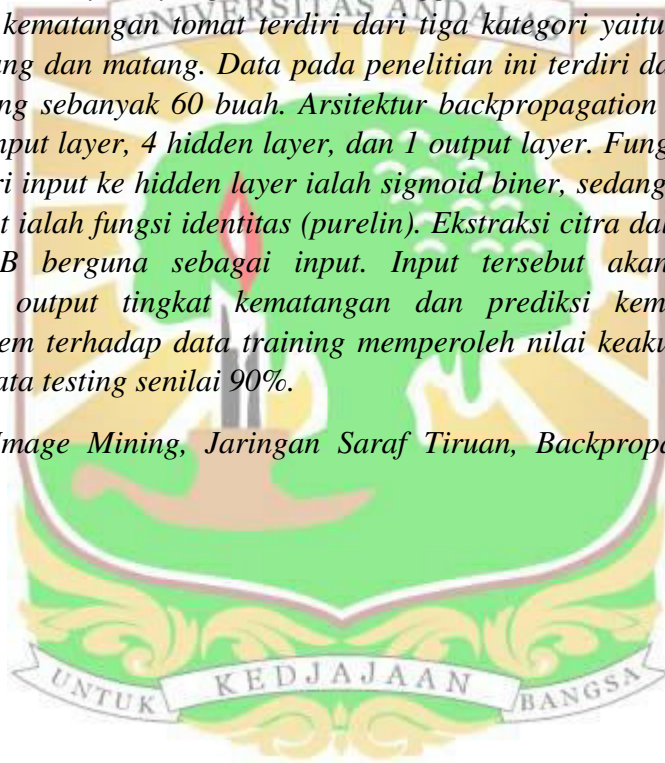 UNIVERSITAS ANDALAS
kematangan tomat terdiri dari tiga kategori yaitu
ng dan matang. Data pada penelitian ini terdiri da
ng sebanyak 60 buah. Arsitektur backpropagation
nput layer, 4 hidden layer, dan 1 output layer. Fung
ri input ke hidden layer ialah sigmoid biner, sedang
t ialah fungsi identitas (purelin). Ekstraksi citra dal
B berguna sebagai input. Input tersebut akan
output tingkat kematangan dan prediksi kem
em terhadap data training memperoleh nilai keaku
ata testing senilai 90%.
Image Mining, Jaringan Saraf Tiruan, Backpropa
UNTUK KEDJAJAAN BANGSA